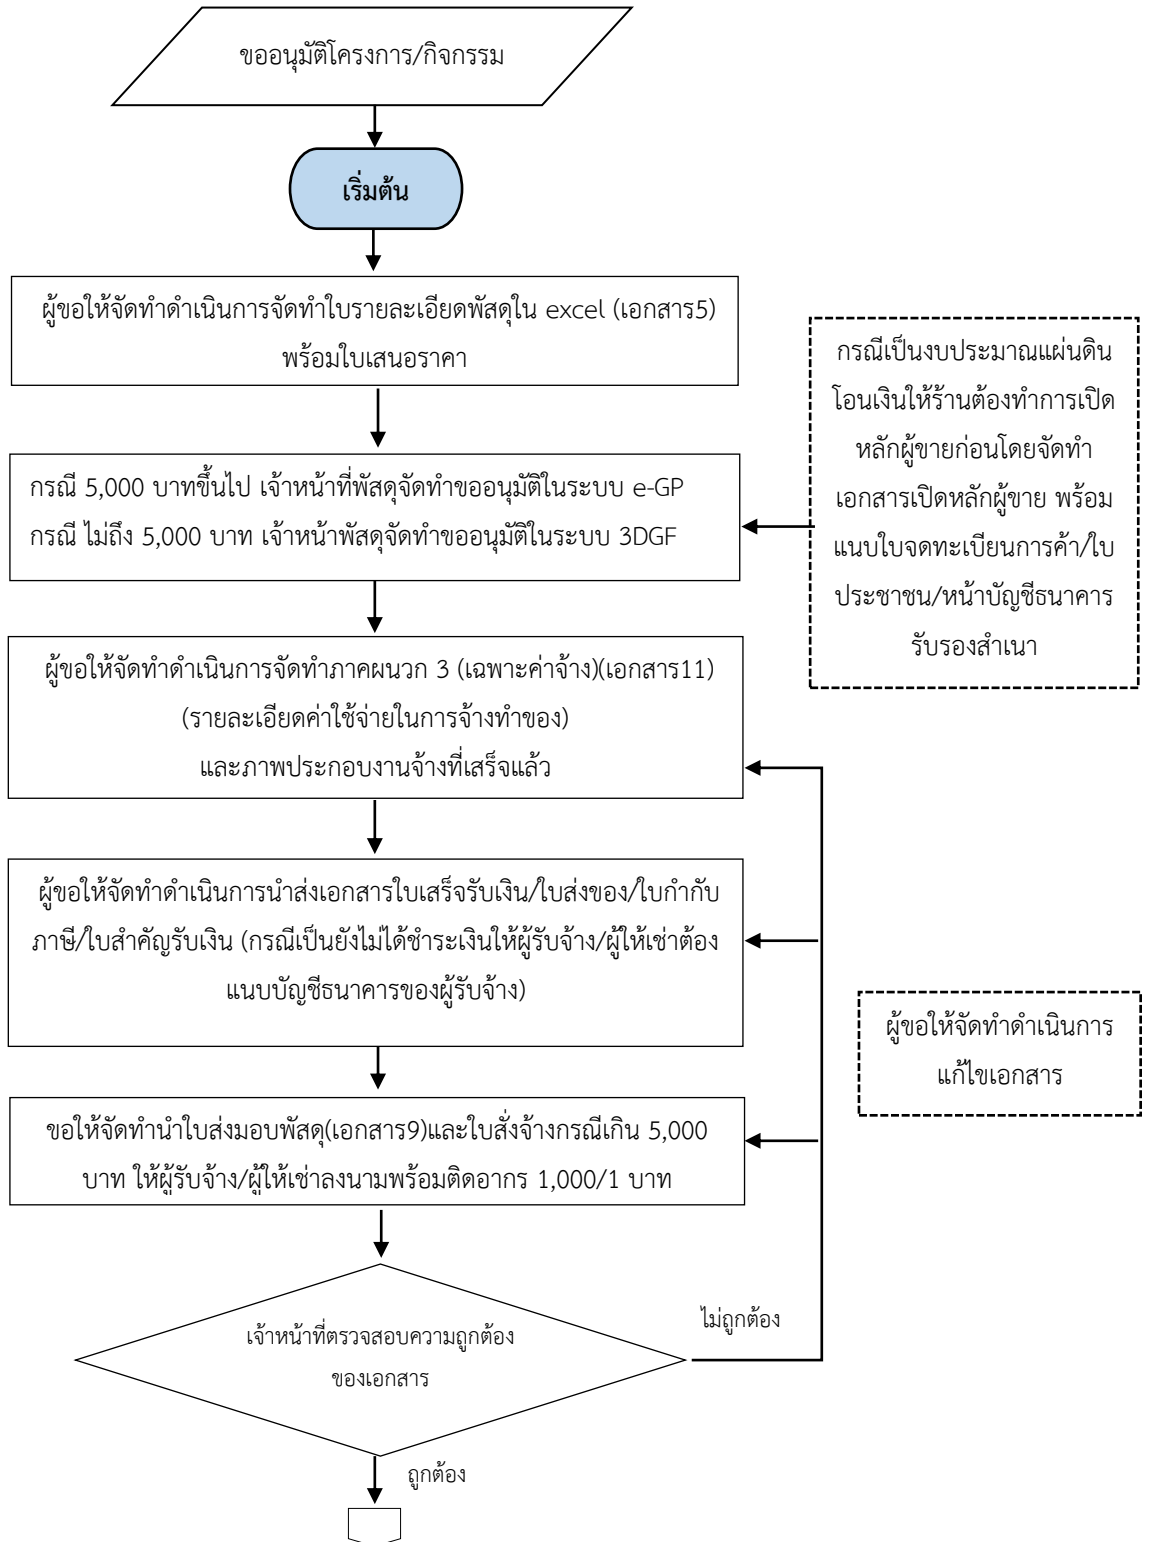 ขออนุมัติโครงการ/กิจกรรม
เริ่มต้น
ผู้ขอให้จัดทำดำเนินการจัดทำใบรายละเอียดพัสดุใน excel (เอกสาร5)
พร้อมใบเสนอราคา
กรณีเป็นงบประมาณแผ่นดิน
โอนเงินให้ร้านต้องทำการเปิด
หลักผู้ขายก่อนโดยจัดทำ
เอกสารเปิดหลักผู้ขาย พร้อม
แนบใบจดทะเบียนการค้า/ใบ
ประชาชน/หน้าบัญชีธนาคาร
รับรองสำเนา
กรณี 5,000 บาทขึ้นไป เจ้าหน้าที่พัสดุจัดทำขออนุมัติในระบบ e-GP
กรณี ไม่ถึง 5,000 บาท เจ้าหน้าพัสดุจัดทำขออนุมัติในระบบ 3DGF
ผู้ขอให้จัดทำดำเนินการจัดทำภาคผนวก 3 (เฉพาะค่าจ้าง)(เอกสาร11)
(รายละเอียดค่าใช้จ่ายในการจ้างทำของ)
และภาพประกอบงานจ้างที่เสร็จแล้ว
ผู้ขอให้จัดทำดำเนินการนำส่งเอกสารใบเสร็จรับเงิน/ใบส่งของ/ใบกำกับ
ภาษี/ใบสำคัญรับเงิน (กรณีเป็นยังไม่ได้ชำระเงินให้ผู้รับจ้าง/ผู้ให้เช่าต้อง
แนบบัญชีธนาคารของผู้รับจ้าง)
ผู้ขอให้จัดทำดำเนินการ
แก้ไขเอกสาร
ขอให้จัดทำนำใบส่งมอบพัสดุ(เอกสาร9)และใบสั่งจ้างกรณีเกิน 5,000
บาท ให้ผู้รับจ้าง/ผู้ให้เช่าลงนามพร้อมติดอากร 1,000/1 บาท
เจ้าหน้าที่ตรวจสอบความถูกต้อง
ของเอกสาร
ไม่ถูกต้อง
ถูกต้อง